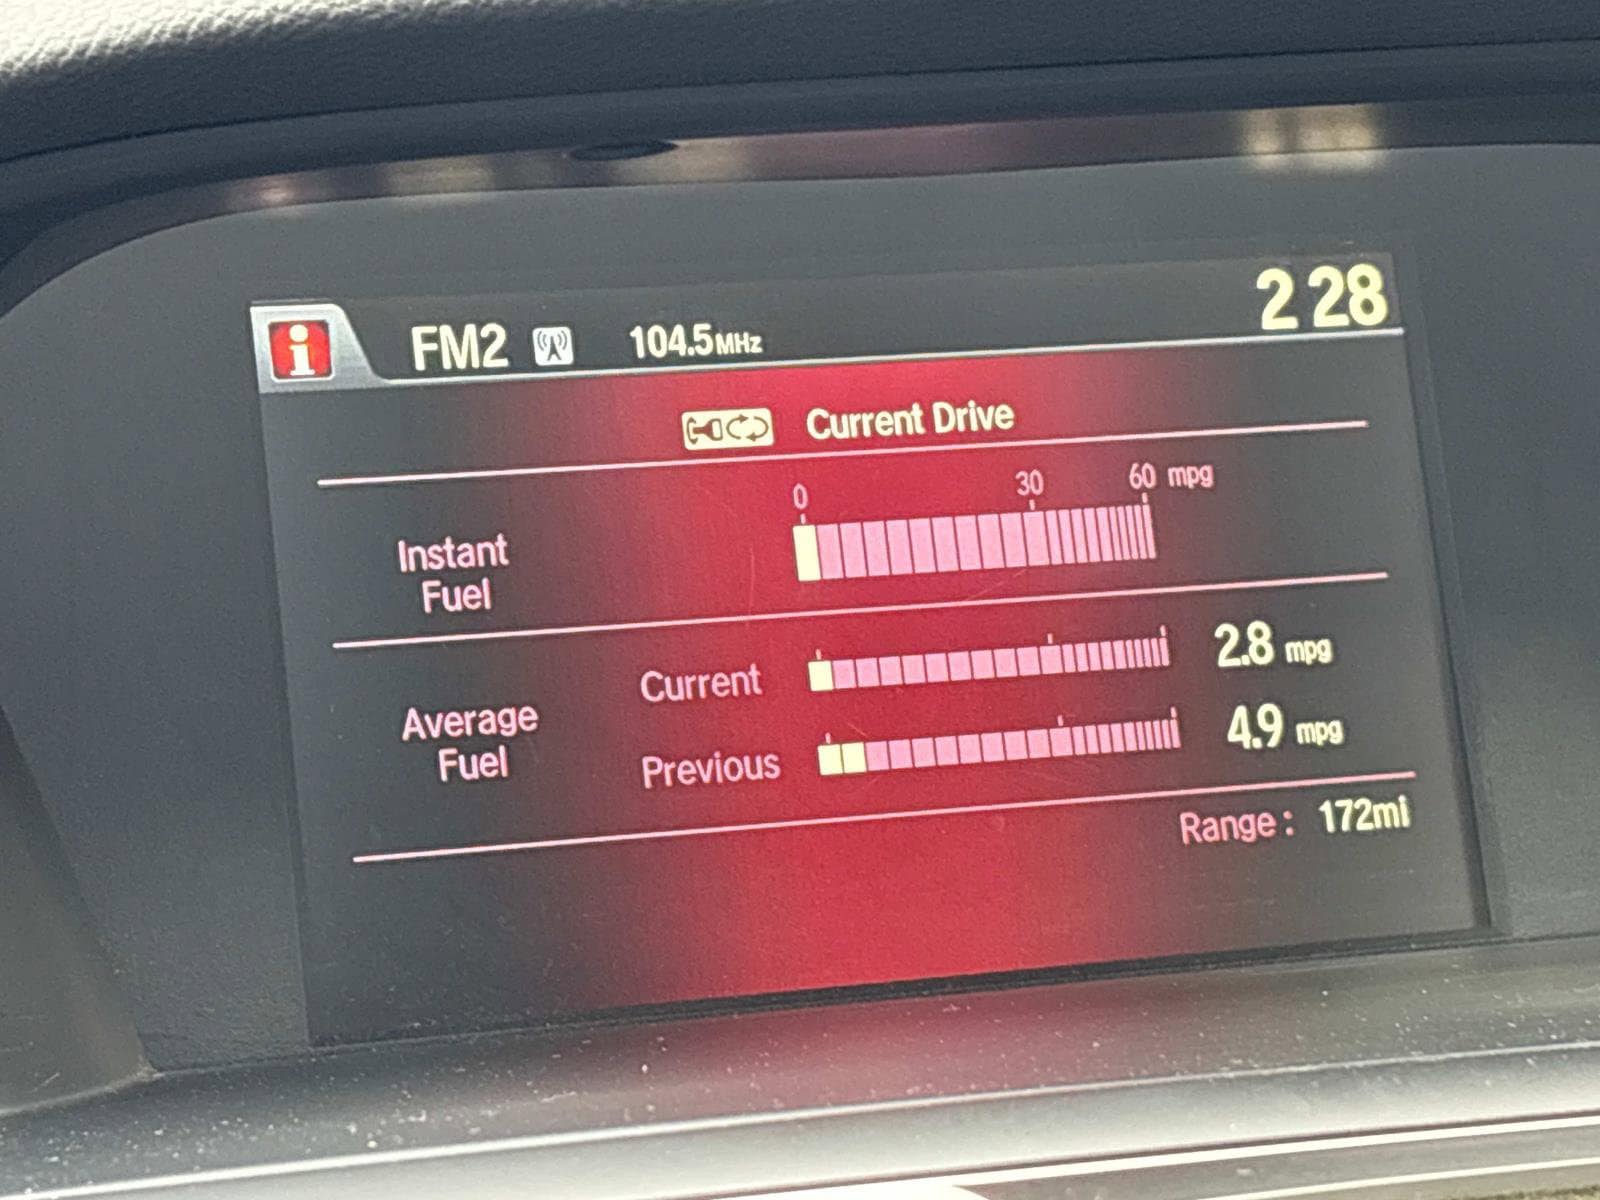 i FM2 104.5MHz 2 28
Current Drive
0 30 60 mpg
Instant
Fuel
Current 2.8 mpg
Average
Fuel
Previous 4.9 mpg
Range: 172mi